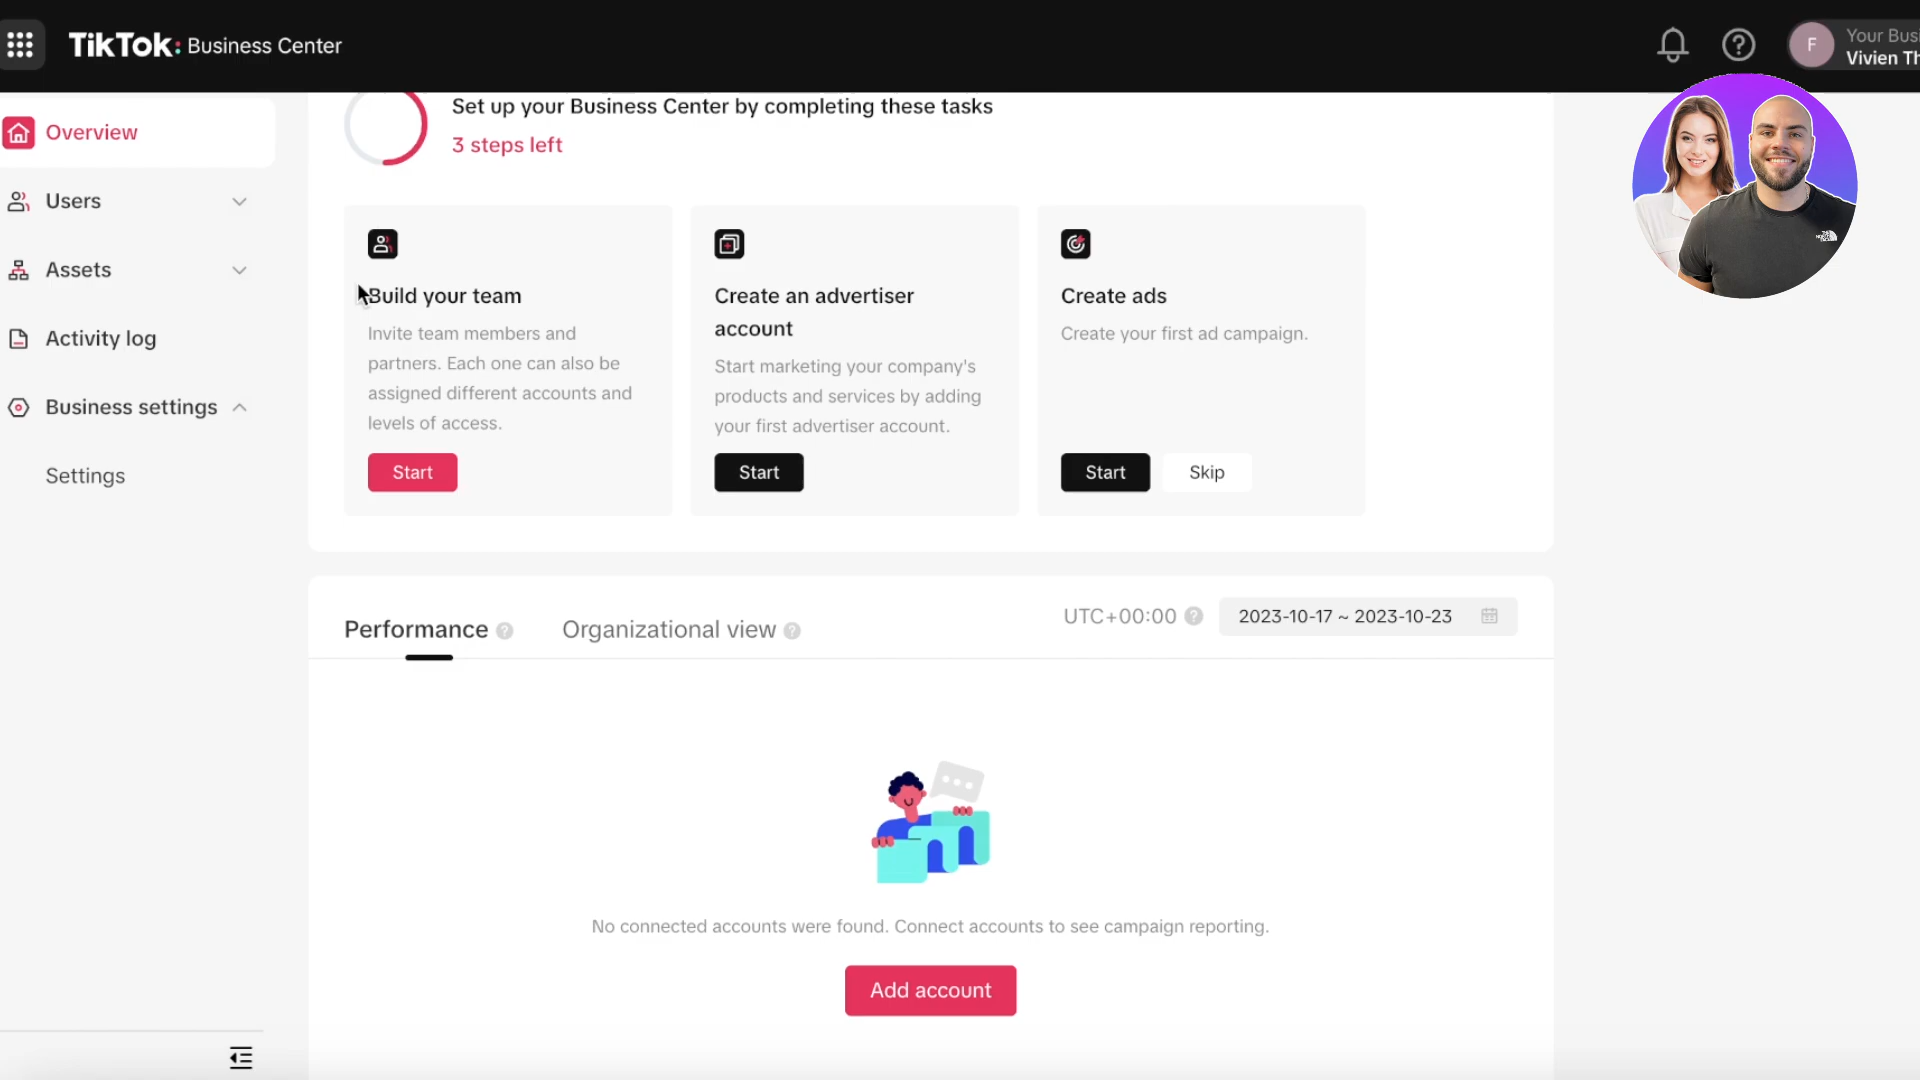 TikTok: Business Center
F
Your Busi
Vivien Th
Overview
Users
Assets
Activity log
Business settings
Settings
Set up your Business Center by completing these tasks
3 steps left
Build your team
Invite team members and
partners. Each one can also be
assigned different accounts and
levels of access.
Start
Create an advertiser
account
Start marketing your company's
products and services by adding
your first advertiser account.
Start
Create ads
Create your first ad campaign.
Start
Skip
Performance
Organizational view
UTC+00:00
2023-10-17 ~ 2023-10-23
No connected accounts were found. Connect accounts to see campaign reporting.
Add account